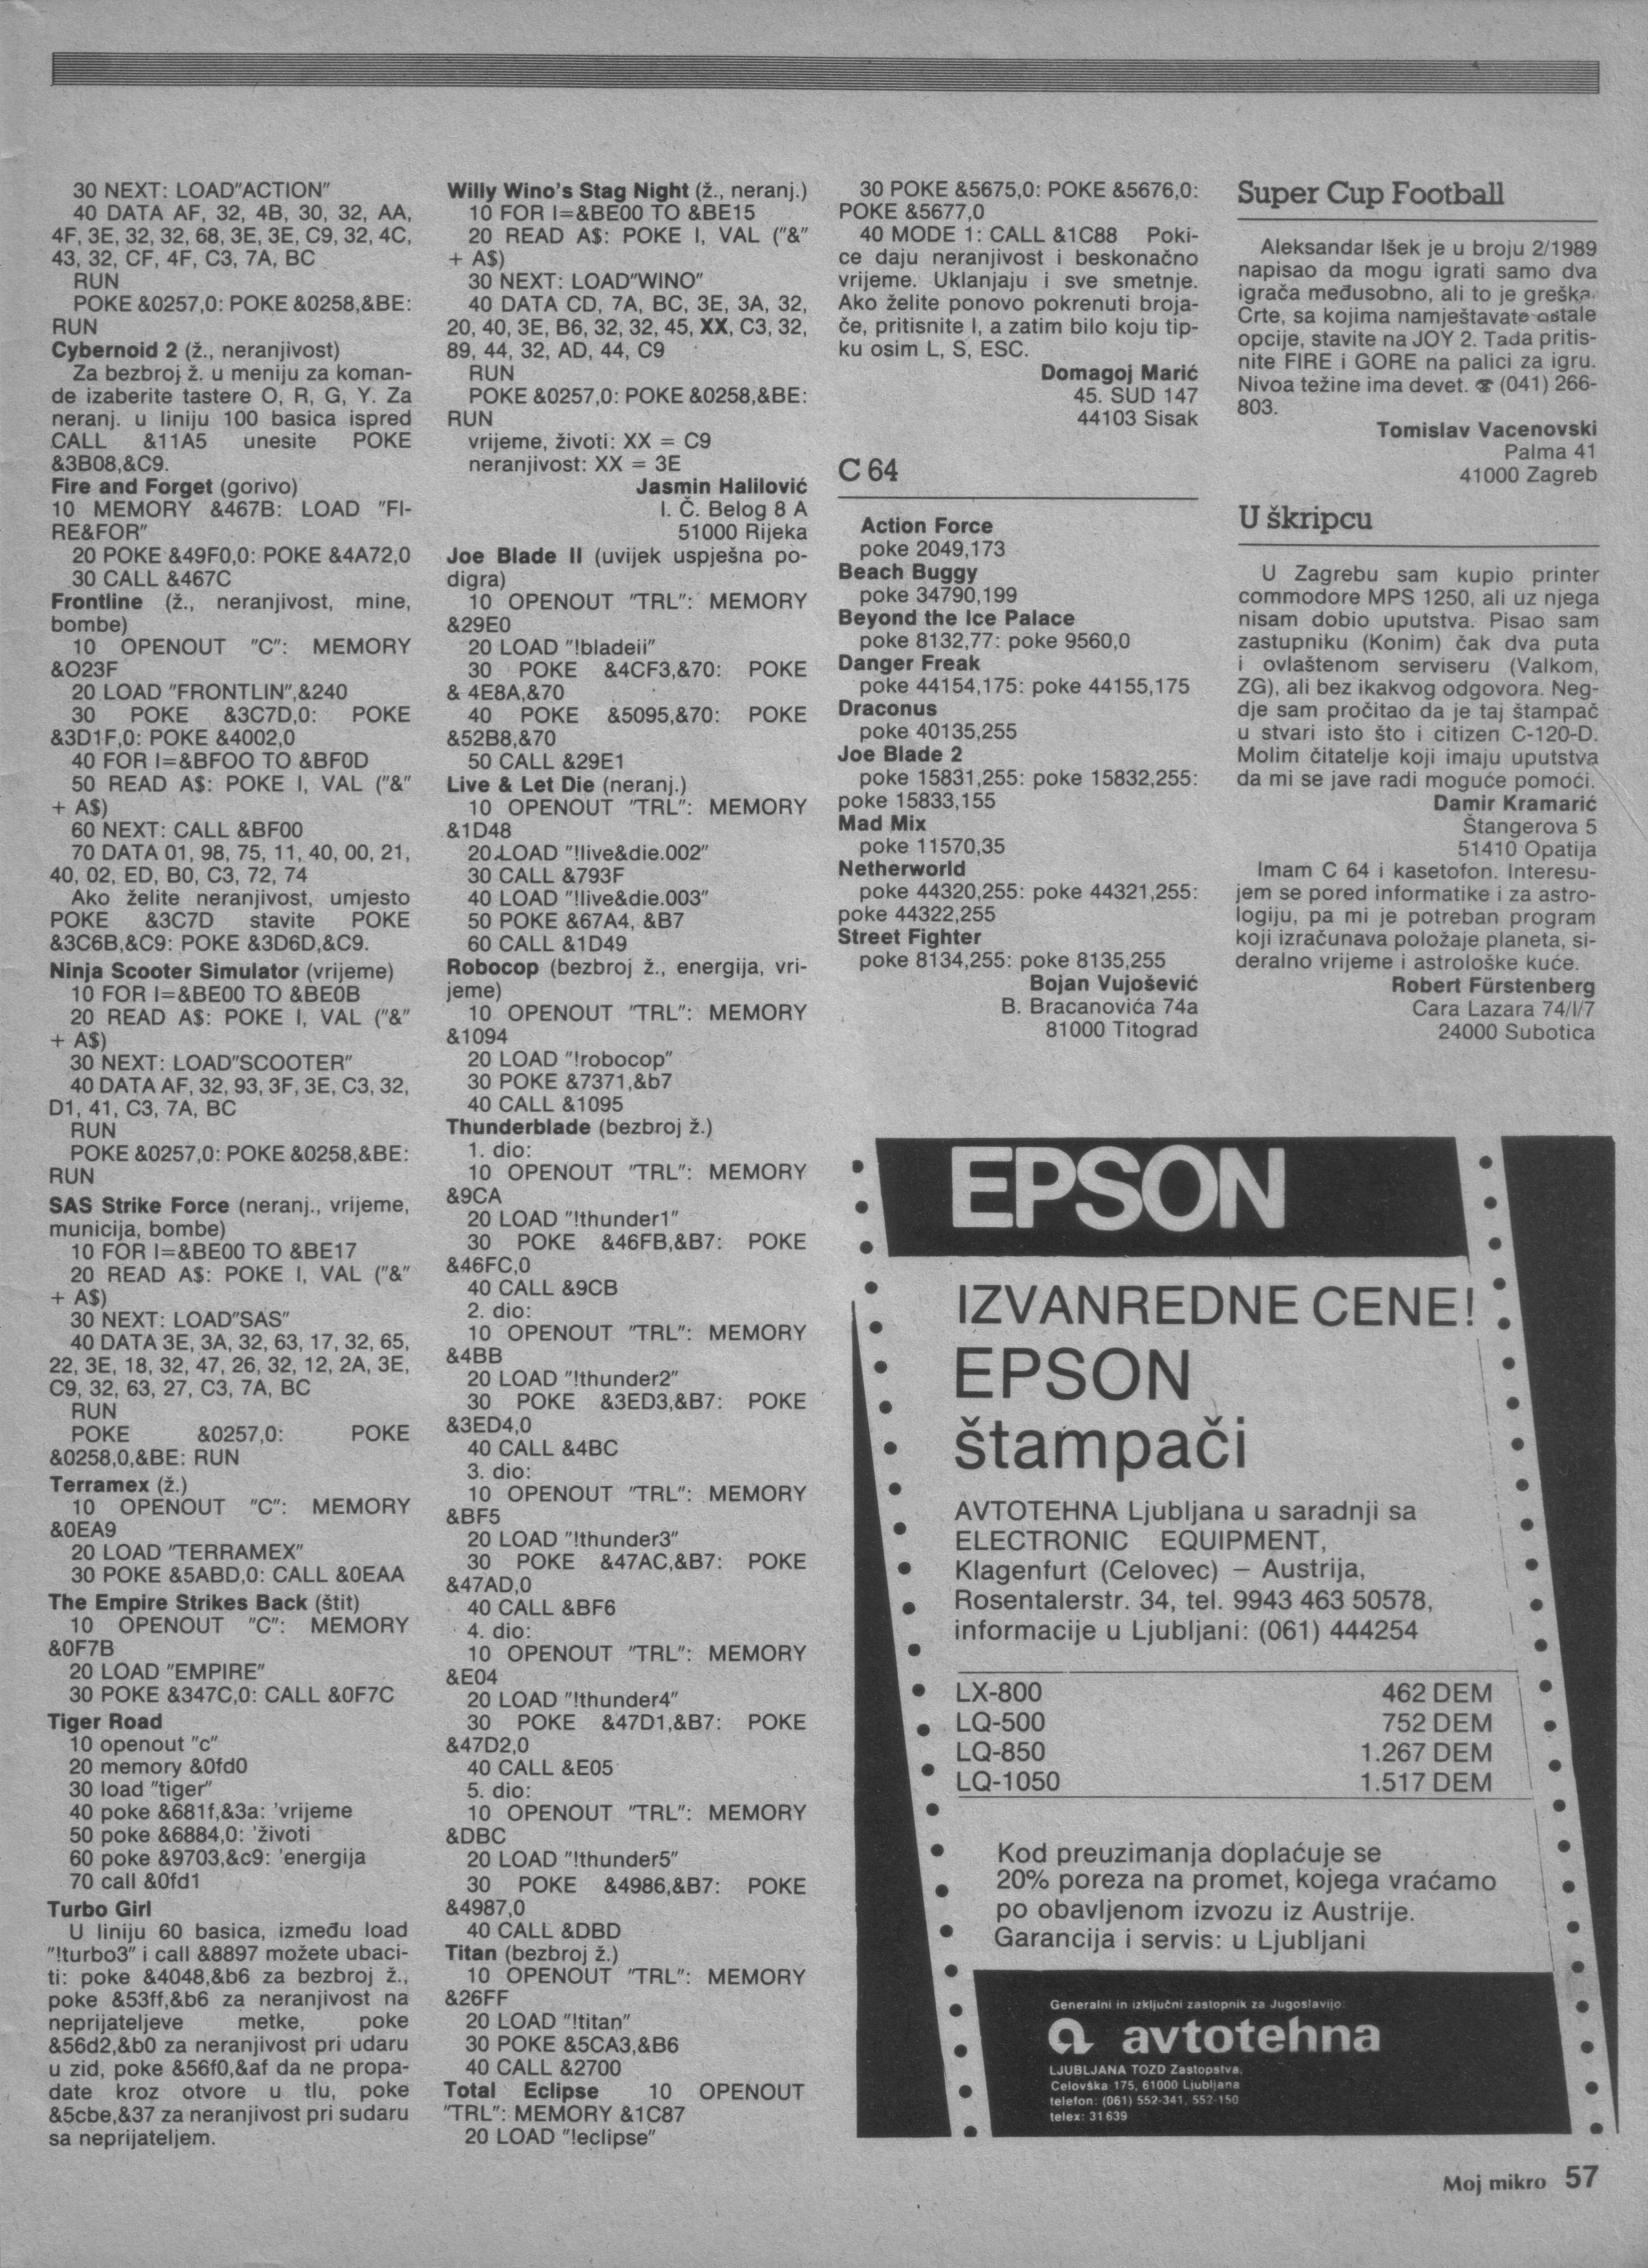 30 NEXT: LOAD"ACTION"
40 DATA AF, 32, 4B, 30, 32, AA,
4F, 3E, 32, 32, 68, 3E, 3E, C9, 32, 4C,
43, 32, CF, 4F, C3, 7A, BC
RUN
POKE &0257,0: POKE &0258,&BE:
RUN
Cybernoid 2 (ž., neranjivost)
Za bezbroj ž. u meniju za koman-
de izaberite tastere O, R, G, Y. Za
neranj. u liniju 100 basica ispred
CALL &11A5 unesite POKE
&3B08,&C9.
Fire and Forget (gorivo)
10 MEMORY &467B: LOAD "FI-
RE&FOR"
20 POKE &49F0,0: POKE &4A72,0
30 CALL &467C
Frontline (ž., neranjivost, mine,
bombe)
10 OPENOUT "C": MEMORY
&O23F
20 LOAD "FRONTLIN",&240
30 POKE &3C7D,0: POKE
&3D1F,0: POKE &4002,0
40 FOR I=&BFOO TO &BF0D
50 READ A$: POKE I, VAL ("&"
+ A$)
60 NEXT: CALL &BF00
70 DATA 01, 98, 75, 11, 40, 00, 21,
40, 02, ED, B0, C3, 72, 74
Ako želite neranjivost, umjesto
POKE &3C7D stavite POKE
&3C6B,&C9: POKE &3D6D,&C9.
Ninja Scooter Simulator (vrijeme)
10 FOR I=&BE00 TO &BE0B
20 READ A$: POKE I, VAL ("&"
+ A$)
30 NEXT: LOAD"SCOOTER"
40 DATA AF, 32, 93, 3F, 3E, C3, 32,
D1, 41, C3, 7A, BC
RUN
POKE &0257,0: POKE &0258,&BE:
RUN
SAS Strike Force (neranj., vrijeme,
municija, bombe)
10 FOR I=&BE00 TO &BE17
20 READ A$: POKE I, VAL ("&"
+ A$)
30 NEXT: LOAD"SAS"
40 DATA 3E, 3A, 32, 63, 17, 32, 65,
22, 3E, 18, 32, 47, 26, 32, 12, 2A, 3E,
C9, 32, 63, 27, C3, 7A, BC
RUN
POKE &0257,0: POKE
&0258,0,&BE: RUN
Terramex (ž.)
10 OPENOUT "C": MEMORY
&0EA9
20 LOAD "TERRAMEX"
30 POKE &5ABD,0: CALL &0EAA
The Empire Strikes Back (štit)
10 OPENOUT "C": MEMORY
&0F7B
20 LOAD "EMPIRE"
30 POKE &347C,0: CALL &0F7C
Tiger Road
10 openout "c"
20 memory &0fd0
30 load "tiger"
40 poke &681f,&3a: 'vrijeme
50 poke &6884,0: 'životi
60 poke &9703,&c9: 'energija
70 call &0fd1
Turbo Girl
U liniju 60 basica, između load
"!turbo3" i call &8897 možete ubaci-
ti: poke &4048,&b6 za bezbroj ž.,
poke &53ff,&b6 za neranjivost na
neprijateljeve metke, poke
&56d2,&b0 za neranjivost pri udaru
u zid, poke &56f0,&af da ne propa-
date kroz otvore u tlu, poke
&5cbe,&37 za neranjivost pri sudaru
sa neprijateljem.
Willy Wino's Stag Night (ž., neranj.)
10 FOR I=&BE00 TO &BE15
20 READ A$: POKE I, VAL ("&"
+ A$)
30 NEXT: LOAD"WINO"
40 DATA CD, 7A, BC, 3E, 3A, 32,
20, 40, 3E, B6, 32, 32, 45, XX, C3, 32,
89, 44, 32, AD, 44, C9
RUN
POKE &0257,0: POKE &0258,&BE:
RUN
vrijeme, životi: XX = C9
neranjivost: XX = 3E
Jasmin Halilović
I. Č. Belog 8 A
51000 Rijeka
Joe Blade II (uvijek uspješna po-
digra)
10 OPENOUT "TRL": MEMORY
&29E0
20 LOAD "!bladeii"
30 POKE &4CF3,&70: POKE
& 4E8A,&70
40 POKE &5095,&70: POKE
&52B8,&70
50 CALL &29E1
Live & Let Die (neranj.)
10 OPENOUT "TRL": MEMORY
&1D48
20 LOAD "!live&die.002"
30 CALL &793F
40 LOAD "!live&die.003"
50 POKE &67A4, &B7
60 CALL &1D49
Robocop (bezbroj ž., energija, vri-
jeme)
10 OPENOUT "TRL": MEMORY
&1094
20 LOAD "!robocop"
30 POKE &7371,&b7
40 CALL &1095
Thunderblade (bezbroj ž.)
1. dio:
10 OPENOUT "TRL": MEMORY
&9CA
20 LOAD "!thunder1"
30 POKE &46FB,&B7: POKE
&46FC,0
40 CALL &9CB
2. dio:
10 OPENOUT "TRL": MEMORY
&4BB
20 LOAD "!thunder2"
30 POKE &3ED3,&B7: POKE
&3ED4,0
40 CALL &4BC
3. dio:
10 OPENOUT "TRL": MEMORY
&BF5
20 LOAD "!thunder3"
30 POKE &47AC,&B7: POKE
&47AD,0
40 CALL &BF6
4. dio:
10 OPENOUT "TRL": MEMORY
&E04
20 LOAD "!thunder4"
30 POKE &47D1,&B7: POKE
&47D2,0
40 CALL &E05
5. dio:
10 OPENOUT "TRL": MEMORY
&DBC
20 LOAD "!thunder5"
30 POKE &4986,&B7: POKE
&4987,0
40 CALL &DBD
Titan (bezbroj ž.)
10 OPENOUT "TRL": MEMORY
&26FF
20 LOAD "!titan"
30 POKE &5CA3,&B6
40 CALL &2700
Total Eclipse 10 OPENOUT
"TRL": MEMORY &1C87
20 LOAD "!eclipse"
30 POKE &5675,0: POKE &5676,0:
POKE &5677,0
40 MODE 1: CALL &1C88 Poki-
ce daju neranjivost i beskonačno
vrijeme. Uklanjaju i sve smetnje.
Ako želite ponovo pokrenuti broja-
če, pritisnite I, a zatim bilo koju tip-
ku osim L, S, ESC.
Domagoj Marić
45. SUD 147
44103 Sisak
C 64
Action Force
poke 2049,173
Beach Buggy
poke 34790,199
Beyond the Ice Palace
poke 8132,77: poke 9560,0
Danger Freak
poke 44154,175: poke 44155,175
Draconus
poke 40135,255
Joe Blade 2
poke 15831,255: poke 15832,255:
poke 15833,155
Mad Mix
poke 11570,35
Netherworld
poke 44320,255: poke 44321,255:
poke 44322,255
Street Fighter
poke 8134,255: poke 8135,255
Bojan Vujošević
B. Bracanovića 74a
81000 Titograd
Super Cup Football
Aleksandar Išek je u broju 2/1989
napisao da mogu igrati samo dva
igrača međusobno, ali to je greška.
Crte, sa kojima namještavate ostale
opcije, stavite na JOY 2. Tada pritis-
nite FIRE i GORE na palici za igru.
Nivoa težine ima devet. ☎ (041) 266-
803.
Tomislav Vacenovski
Palma 41
41000 Zagreb
U škripcu
U Zagrebu sam kupio printer
commodore MPS 1250, ali uz njega
nisam dobio uputstva. Pisao sam
zastupniku (Konim) čak dva puta
i ovlaštenom serviseru (Valkom,
ZG), ali bez ikakvog odgovora. Neg-
dje sam pročitao da je taj štampač
u stvari isto što i citizen C-120-D.
Molim čitatelje koji imaju uputstva
da mi se jave radi moguće pomoći.
Damir Kramarić
Štangerova 5
51410 Opatija
Imam C 64 i kasetofon. Interesu-
jem se pored informatike i za astro-
logiju, pa mi je potreban program
koji izračunava položaje planeta, si-
deralno vrijeme i astrološke kuće.
Robert Fürstenberg
Cara Lazara 74/I/7
24000 Subotica
EPSON
IZVANREDNE CENE!
EPSON
štampači
AVTOTEHNA Ljubljana u saradnji sa
ELECTRONIC EQUIPMENT,
Klagenfurt (Celovec) – Austrija,
Rosentalerstr. 34, tel. 9943 463 50578,
informacije u Ljubljani: (061) 444254
LX-800 462 DEM
LQ-500 752 DEM
LQ-850 1.267 DEM
LQ-1050 1.517 DEM
Kod preuzimanja doplaćuje se
20% poreza na promet, kojega vraćamo
po obavljenom izvozu iz Austrije.
Garancija i servis: u Ljubljani
Generalni in izključni zastopnik za Jugoslavijo:
avtotehna
LJUBLJANA TOZD Zastopstva,
Celovška 175, 61000 Ljubljana
telefon: (061) 552-341, 552-150
telex: 31639
Moj mikro 57